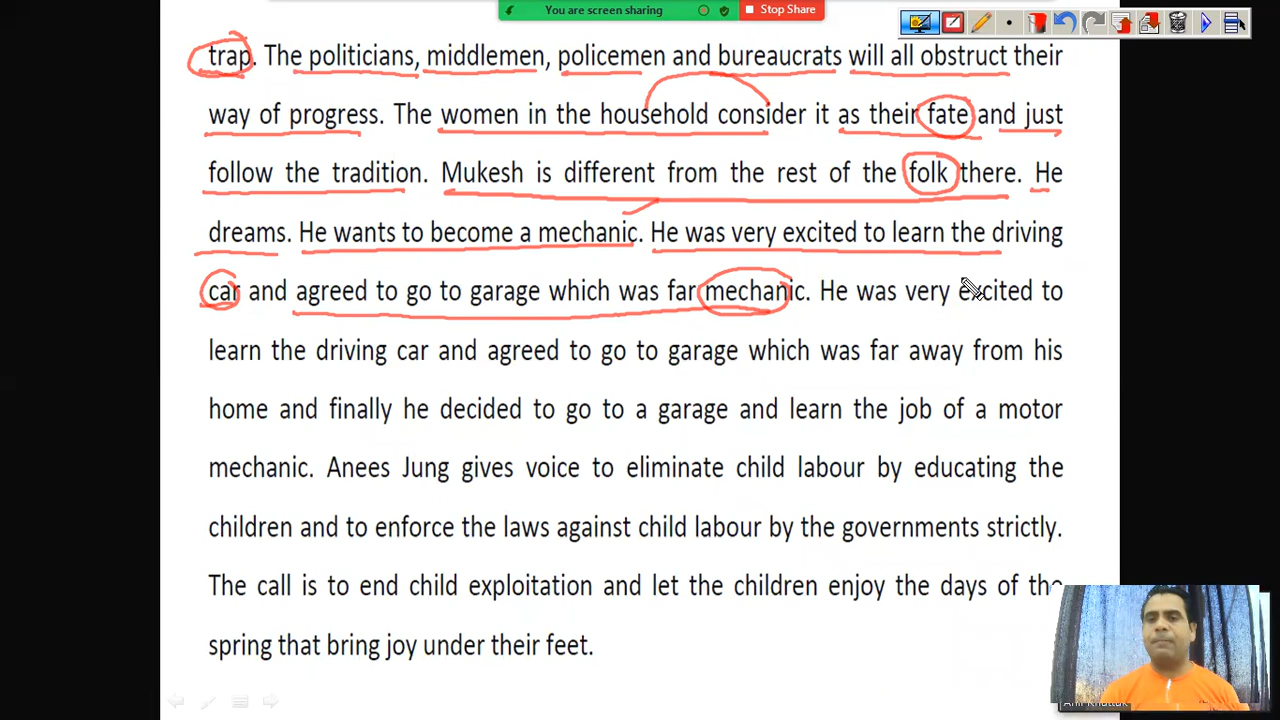 You are screen sharing
Stop Share
trap. The politicians, middlemen, policemen and bureaucrats will all obstruct their
way of progress. The women in the household consider it as their fate and just
follow the tradition. Mukesh is different from the rest of the folk there. He
dreams. He wants to become a mechanic. He was very excited to learn the driving
car and agreed to go to garage which was far mechanic. He was very excited to
learn the driving car and agreed to go to garage which was far away from his
home and finally he decided to go to a garage and learn the job of a motor
mechanic. Anees Jung gives voice to eliminate child labour by educating the
children and to enforce the laws against child labour by the governments strictly.
The call is to end child exploitation and let the children enjoy the days of the
spring that bring joy under their feet.